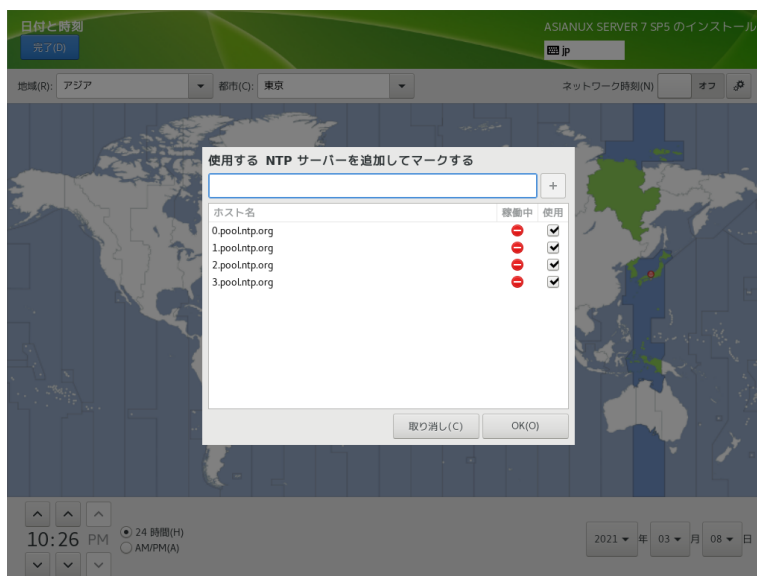 日付と時刻
ASIANUX SERVER 7 SP5 のインストール
完了(D)
jp
地域(R): アジア 都市(C): 東京 ネットワーク時刻(N) オフ
使用する NTP サーバーを追加してマークする
+
ホスト名 稼働中 使用
0.pool.ntp.org
1.pool.ntp.org
2.pool.ntp.org
3.pool.ntp.org
取り消し(C) OK(O)
10:26 PM
24 時間(H)
AM/PM(A)
2021 年 03 月 08 日